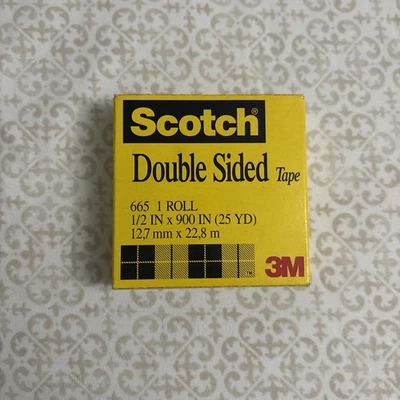 Scotch®
Double Sided Tape
665 1 ROLL
1/2 IN x 900 IN (25 YD)
12,7 mm x 22,8 m
™ 3M